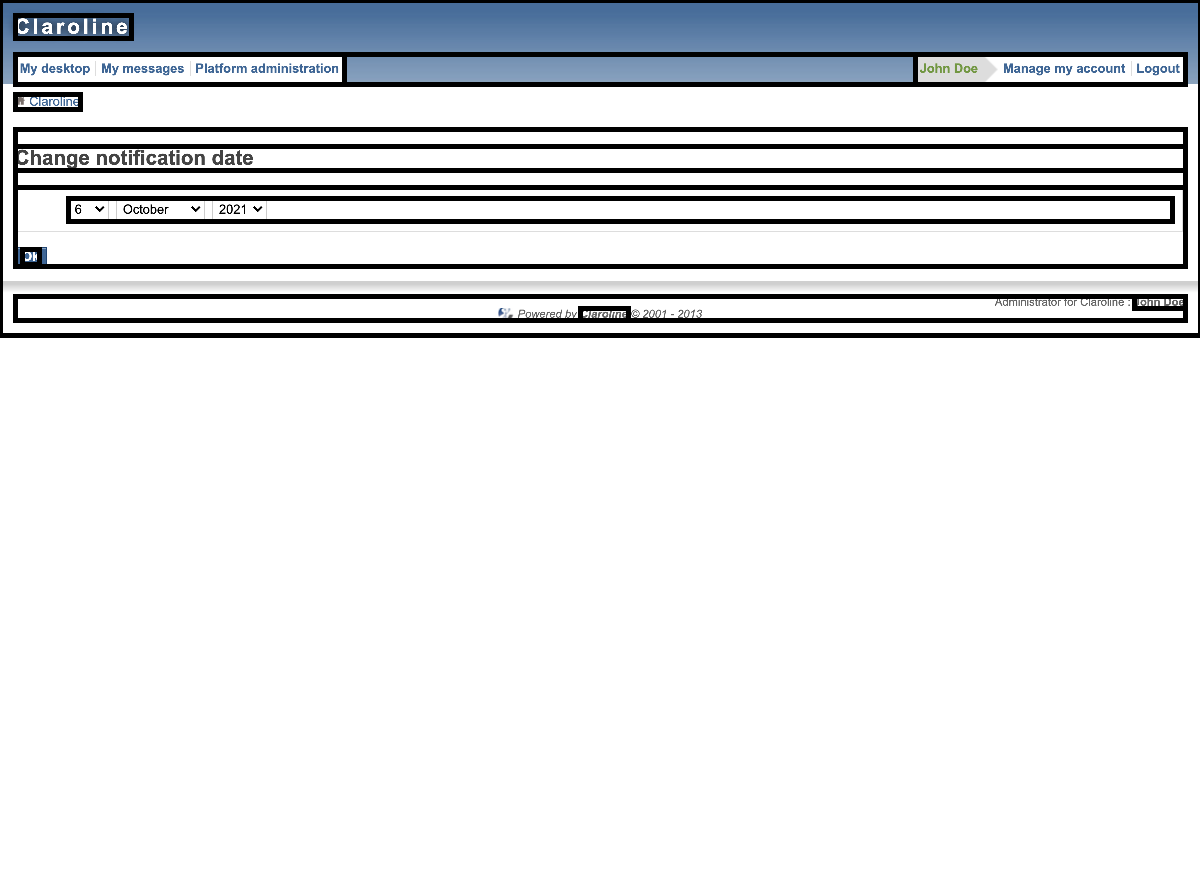 Claroline
My desktop My messages Platform administration John Doe Manage my account Logout
Claroline
Change notification date
6 October 2021
Ok
Administrator for Claroline : John Doe
Powered by Claroline © 2001 - 2013